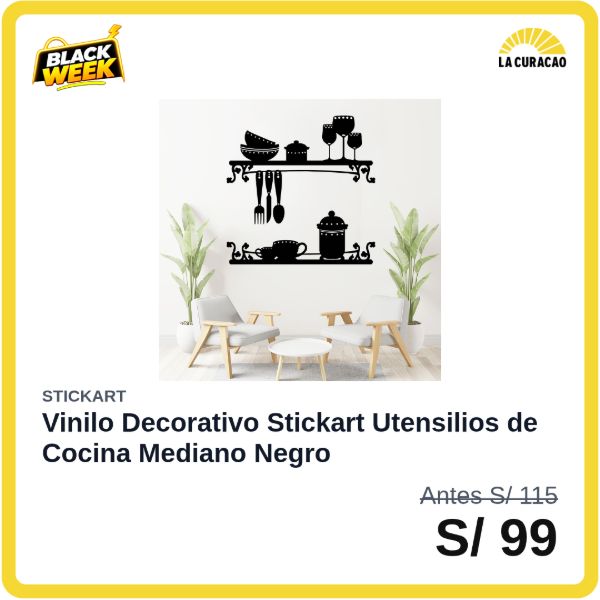 BLACK
WEEK
LA CURACAO
STICKART
Vinilo Decorativo Stickart Utensilios de
Cocina Mediano Negro
Antes S/ 115
S/ 99